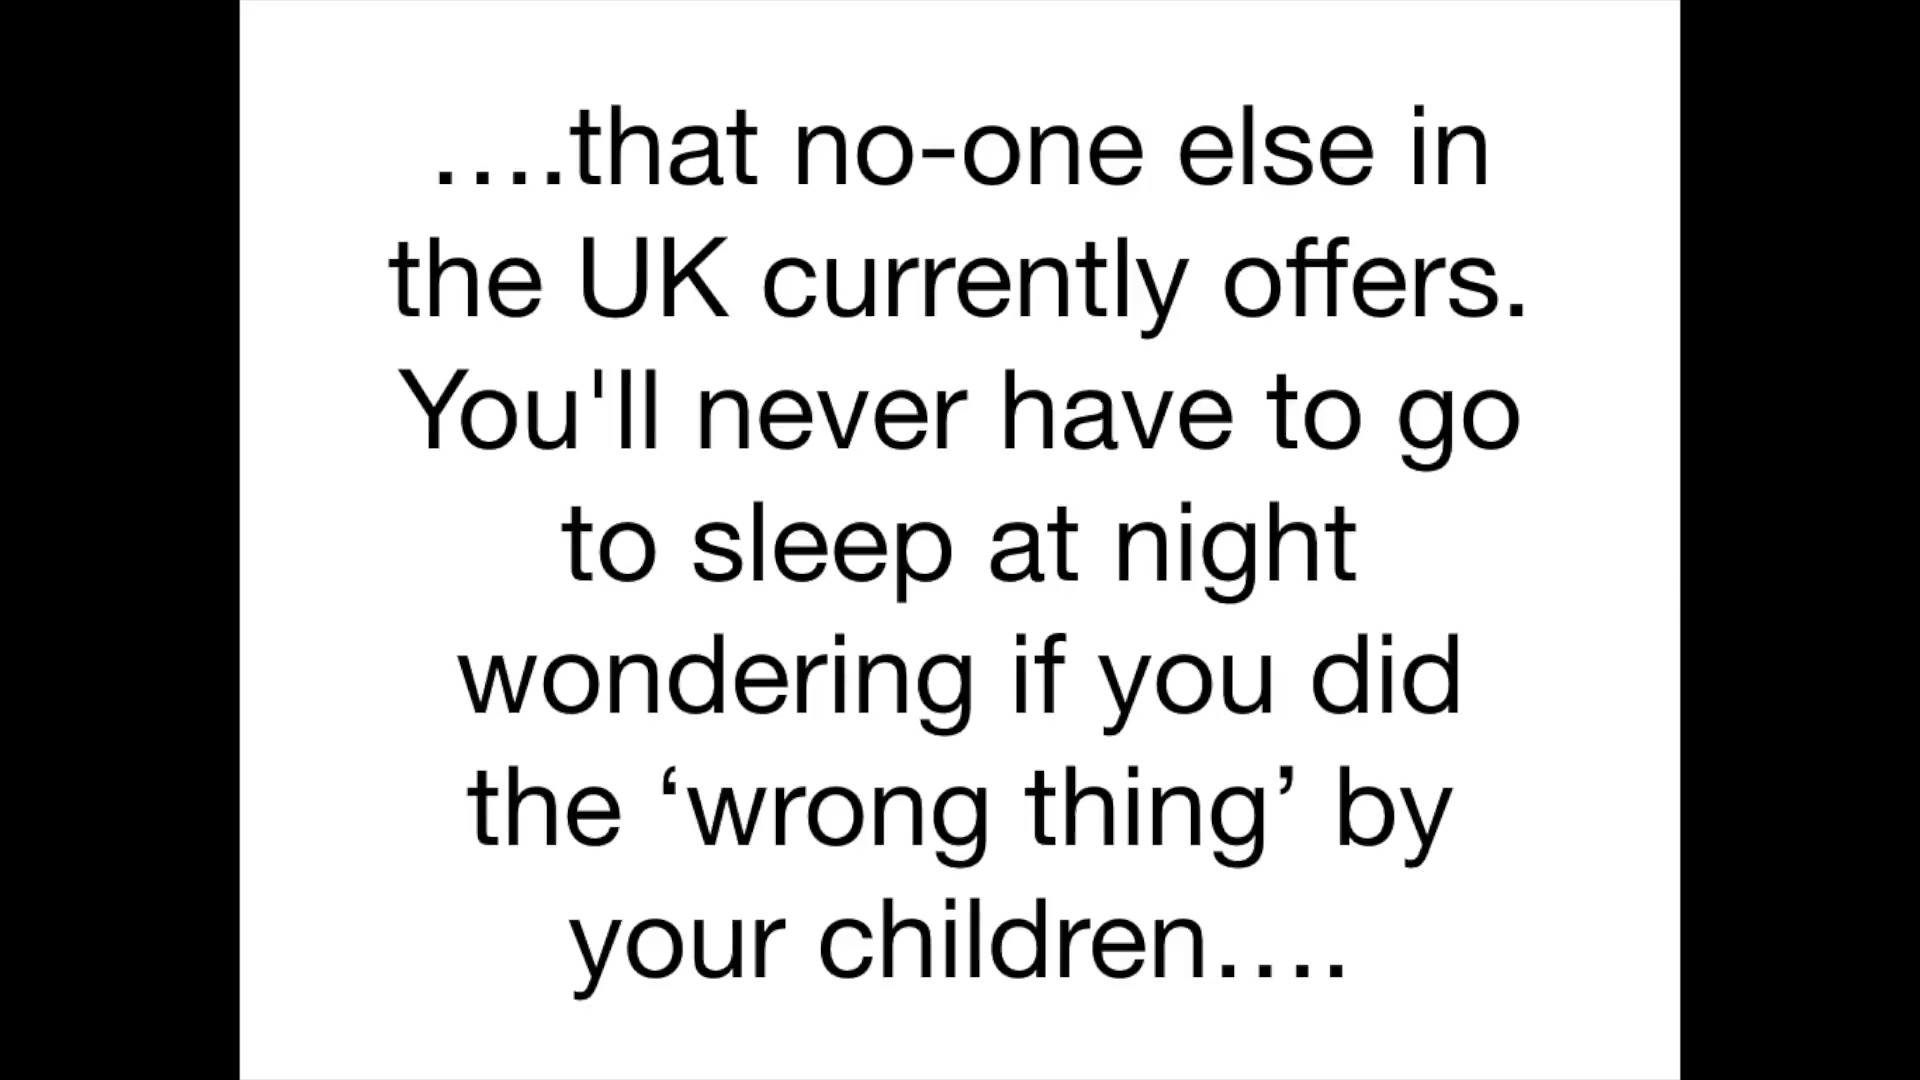 ....that no-one else in
the UK currently offers.
You'll never have to go
to sleep at night
wondering if you did
the ‘wrong thing’ by
your children....